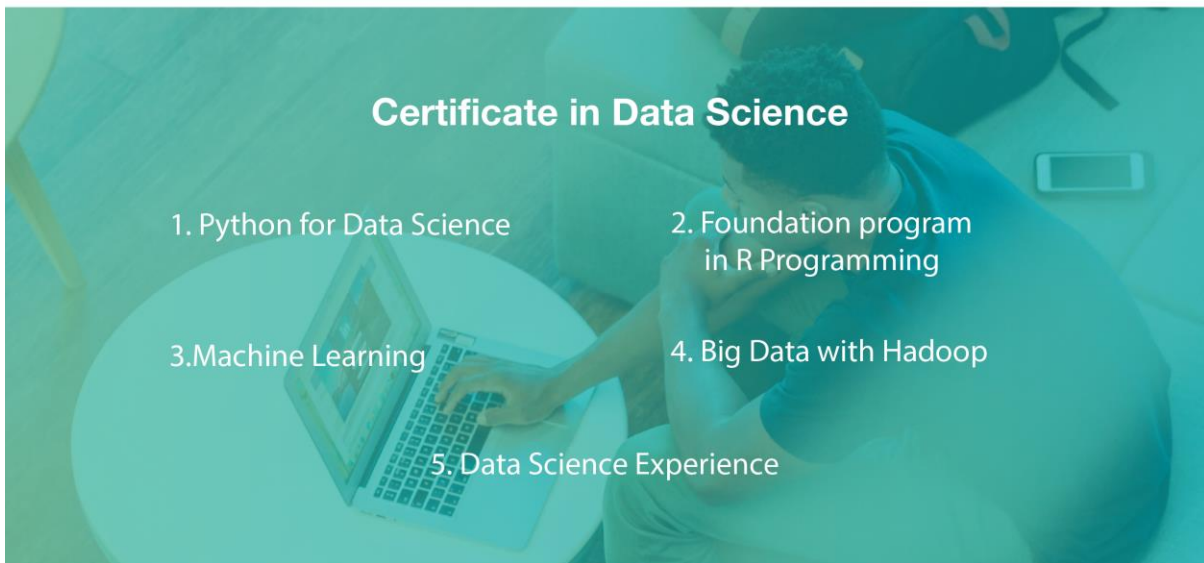 Certificate in Data Science
1. Python for Data Science
2. Foundation program
in R Programming
3.Machine Learning
4. Big Data with Hadoop
5. Data Science Experience